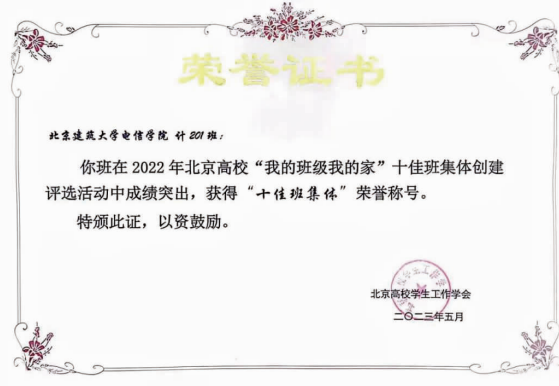 荣誉证书
北京建筑大学电信学院 计201班：
你班在2022年北京高校“我的班级我的家”十佳班集体创建
评选活动中成绩突出，获得“十佳班集体”荣誉称号。
特颁此证，以资鼓励。
北京高校学生工作学会
二〇二三年五月